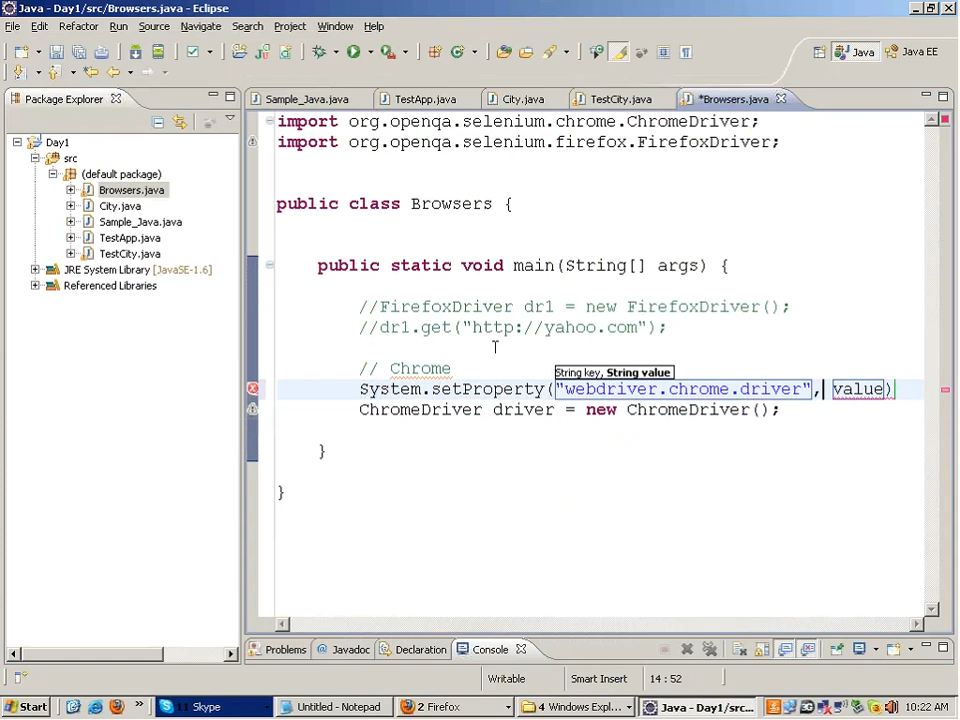 Java - Day1/src/Browsers.java - Eclipse
File Edit Refactor Run Source Navigate Search Project Run Window Help
Java Java EE
Package Explorer
Sample_Java.java TestApp.java City.java TestCity.java *Browsers.java
Day1
src
(default package)
Browsers.java
City.java
Sample_Java.java
TestApp.java
TestCity.java
JRE System Library [JavaSE-1.6]
Referenced Libraries
import org.openqa.selenium.chrome.ChromeDriver;
import org.openqa.selenium.firefox.FirefoxDriver;
public class Browsers {
public static void main(String[] args) {
//FirefoxDriver dr1 = new FirefoxDriver();
//dr1.get("http://yahoo.com");
// Chrome
String key, String value
System.setProperty("webdriver.chrome.driver", value)
ChromeDriver driver = new ChromeDriver();
}
}
Problems Javadoc Declaration Console
Writable Smart Insert 14 : 52
Start Skype Untitled - Notepad 2 Firefox 4 Windows Explo... Java - Day1/src... 10:22 AM